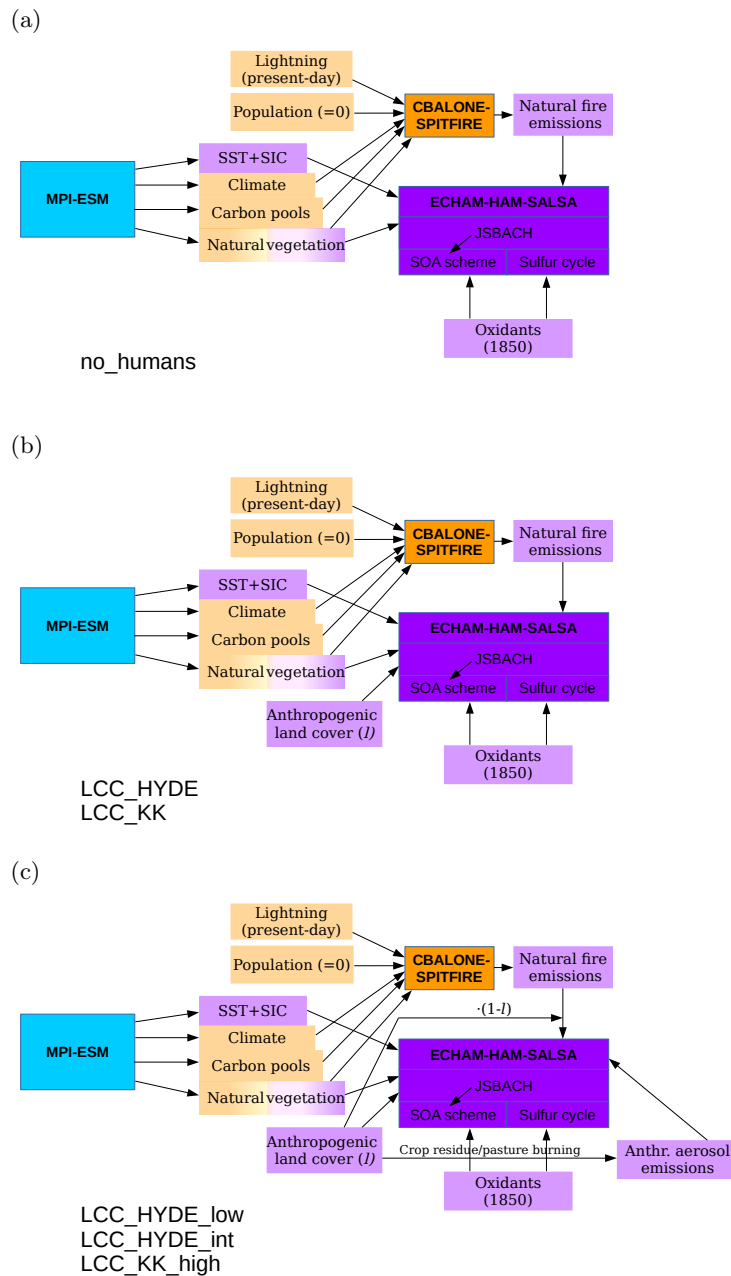 (a)
Lightning
(present-day)
Population (=0)
CBALONE-
SPITFIRE
Natural fire
emissions
MPI-ESM
SST+SIC
Climate
Carbon pools
Natural vegetation
ECHAM-HAM-SALSA
JSBACH
SOA scheme
Sulfur cycle
Oxidants
(1850)
no_humans
(b)
Lightning
(present-day)
Population (=0)
CBALONE-
SPITFIRE
Natural fire
emissions
MPI-ESM
SST+SIC
Climate
Carbon pools
Natural vegetation
ECHAM-HAM-SALSA
JSBACH
SOA scheme
Sulfur cycle
Anthropogenic
land cover (l)
Oxidants
(1850)
LCC_HYDE
LCC_KK
(c)
Lightning
(present-day)
Population (=0)
CBALONE-
SPITFIRE
Natural fire
emissions
·(1-l)
MPI-ESM
SST+SIC
Climate
Carbon pools
Natural vegetation
ECHAM-HAM-SALSA
JSBACH
SOA scheme
Sulfur cycle
Anthropogenic
land cover (l)
Crop residue/pasture burning
Anthr. aerosol
emissions
Oxidants
(1850)
LCC_HYDE_low
LCC_HYDE_int
LCC_KK_high